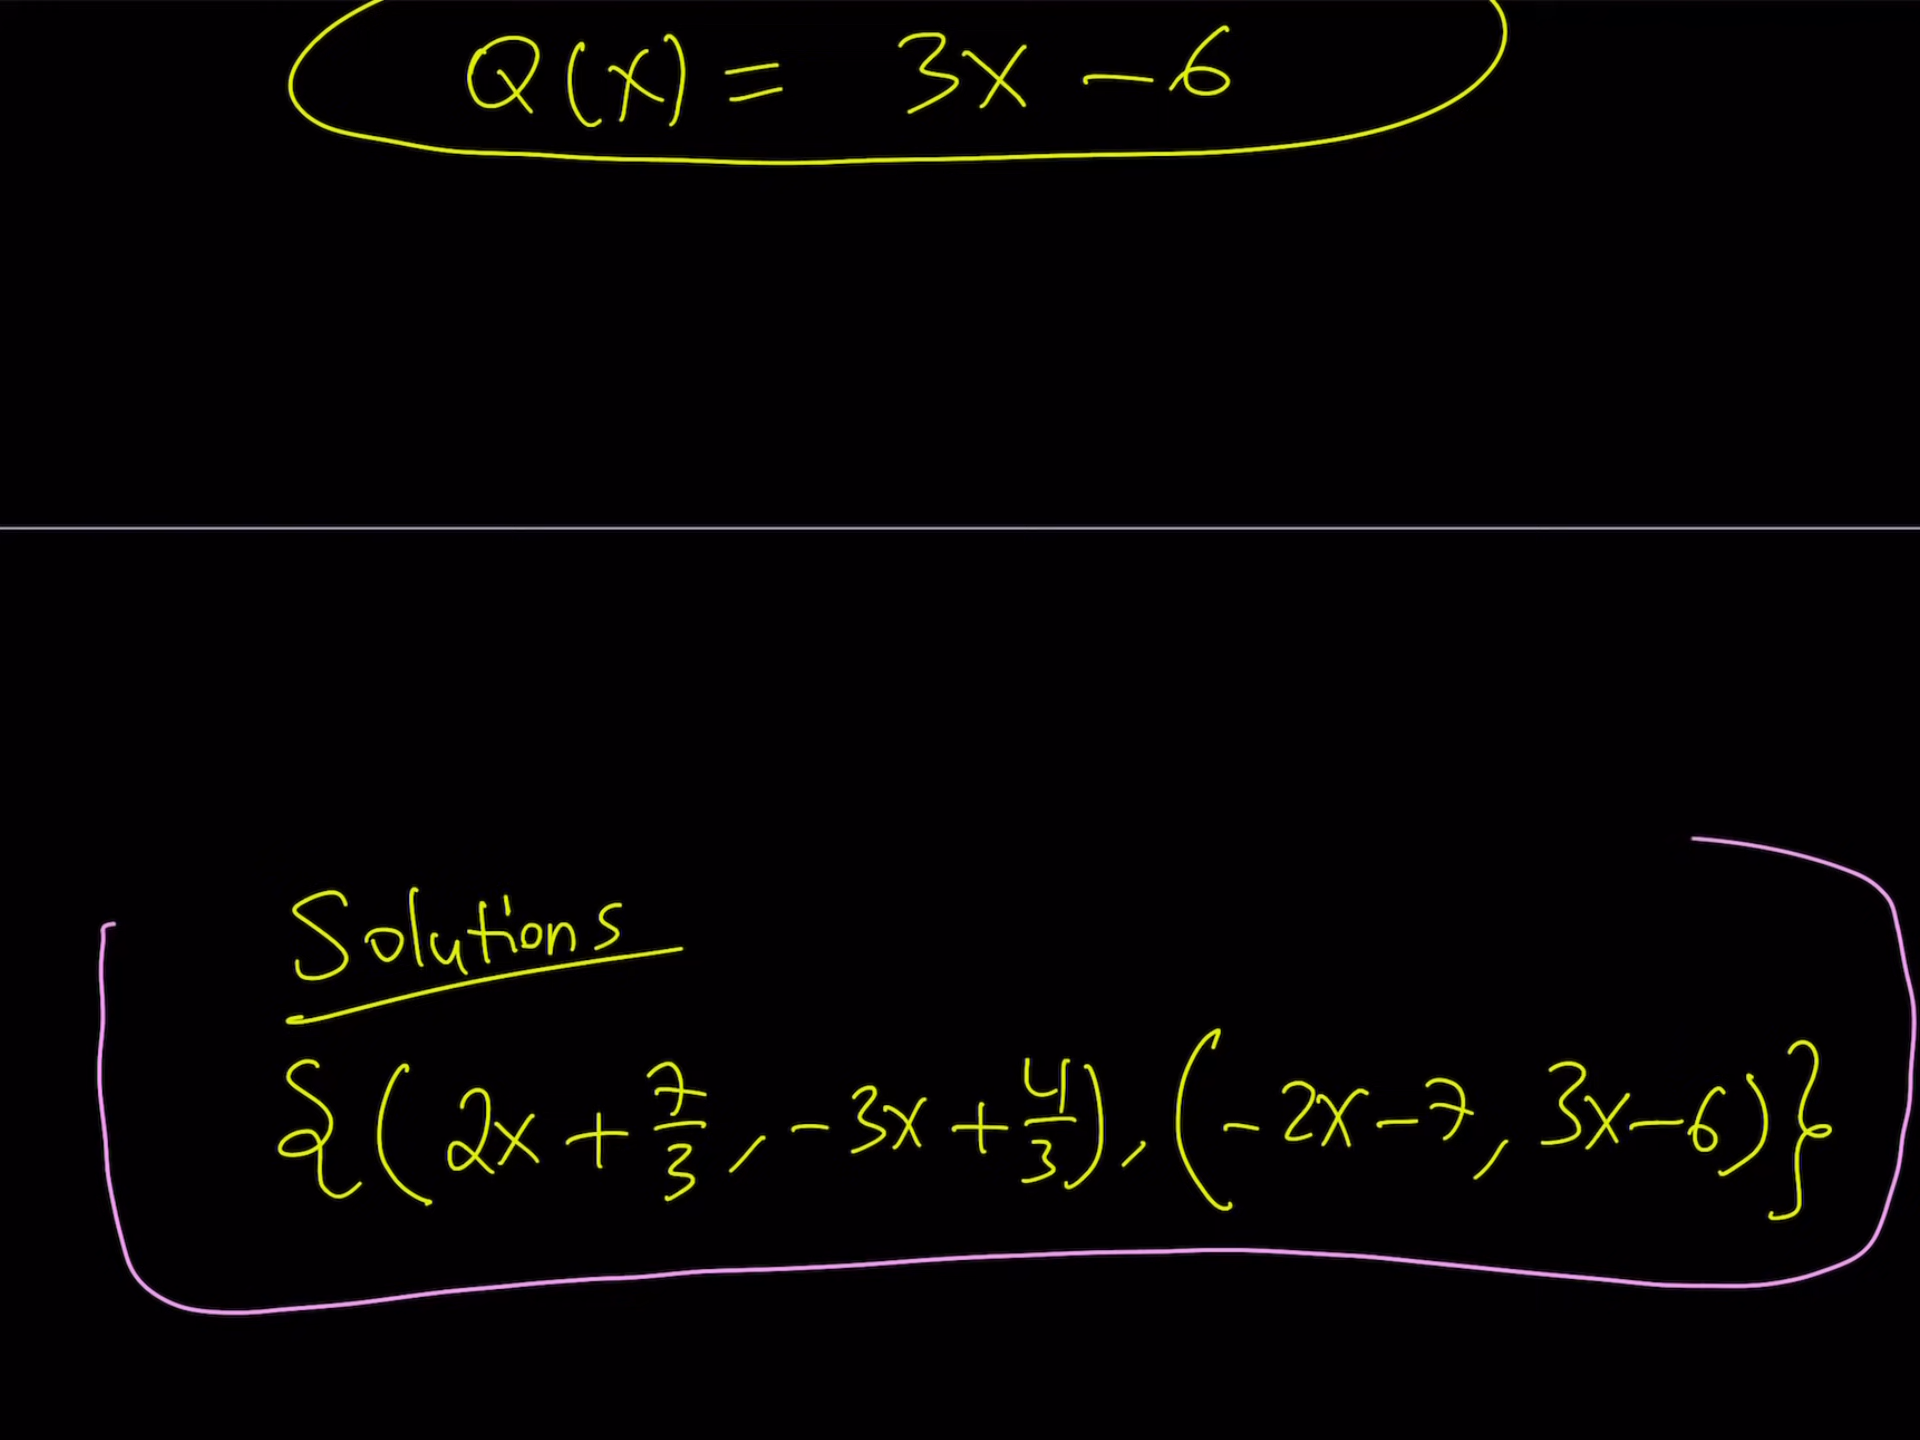 Q(x) = 3x - 6
Solutions
{(2x + 7/3, -3x + 4/3), (-2x - 7, 3x - 6)}